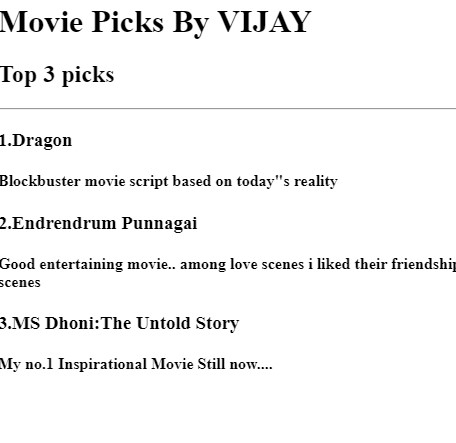 Movie Picks By VIJAY
Top 3 picks
1.Dragon
Blockbuster movie script based on today"s reality
2.Endrendrum Punnagai
Good entertaining movie.. among love scenes i liked their friendship
scenes
3.MS Dhoni:The Untold Story
My no.1 Inspirational Movie Still now....